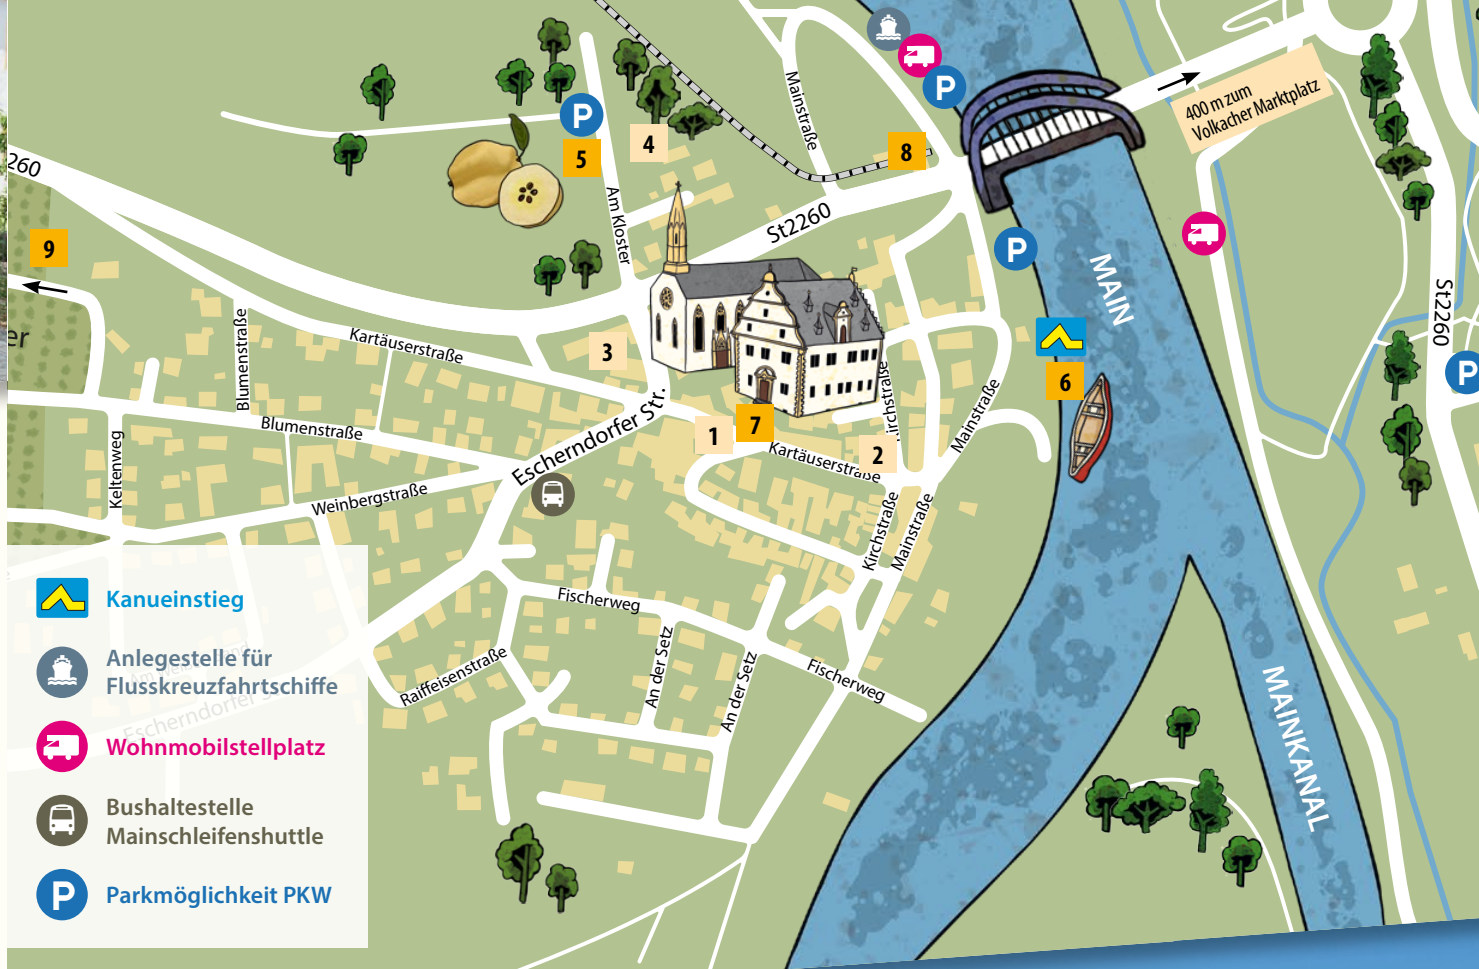 260
9
er
Keltenweg
Blumenstraße
Blumenstraße
Kartäuserstraße
Weinbergstraße
Escherndorfer Str.
Raiffeisenstraße
Fischerweg
Fischerweg
An der Setz
An der Setz
P
5
4
Am Kloster
3
St2260
Mainstraße
8
P
400 m zum
Volkacher Marktplatz
P
MAIN
6
1
7
2
Kartäuserstraße
Kirchstraße
Kirchstraße
Mainstraße
Mainstraße
St2260
P
MAINKANAL
Escherndorfer S
Kanueinstieg
Anlegestelle für
Flusskreuzfahrtschiffe
Wohnmobilstellplatz
Bushaltestelle
Mainschleifenshuttle
P
Parkmöglichkeit PKW